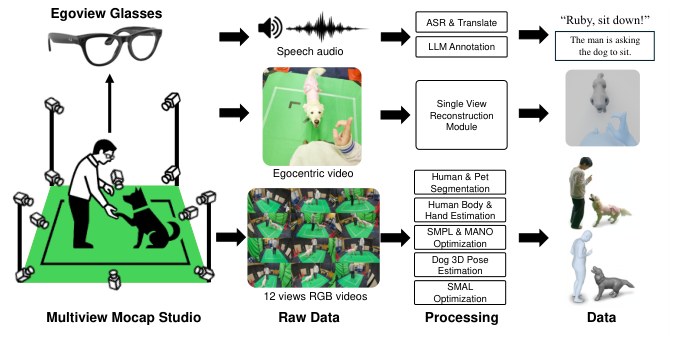 Egoview Glasses
Speech audio
ASR & Translate
LLM Annotation
“Ruby, sit down!”
The man is asking
the dog to sit.
Egocentric video
Single View
Reconstruction
Module
12 views RGB videos
Human & Pet
Segmentation
Human Body &
Hand Estimation
SMPL & MANO
Optimization
Dog 3D Pose
Estimation
SMAL
Optimization
Multiview Mocap Studio
Raw Data
Processing
Data